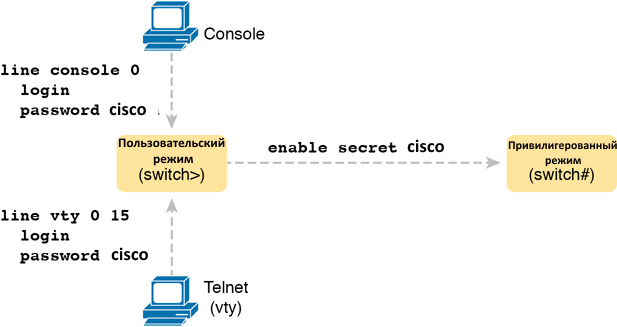 Console
line console 0
login
password cisco
Пользовательский
режим
(switch>)
enable secret cisco
Привилигерованный
режим
(switch#)
line vty 0 15
login
password cisco
Telnet
(vty)